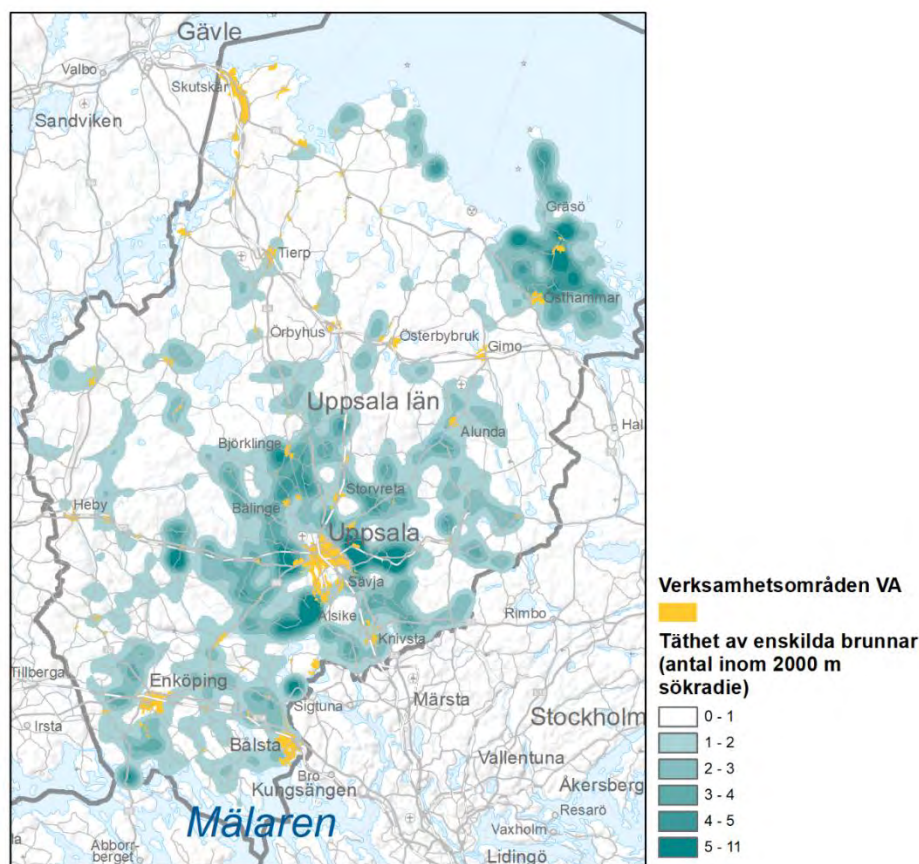 Gävle
Valbo
Skutskär
Sandviken
Gräsö
Tierp
Östhammar
Örbyhus
Österbybruk
Gimo
Uppsala län
Hal
Alunda
Björklinge
Storvreta
Heby
Bälinge
Uppsala
Sävja
Alsike
Rimbo
Knivsta
Tillberga
Enköping
Sigtuna
Märsta
Irsta
Stockholm
Bålsta
Vallentuna
Bro
Kungsängen
Åkersberg
Resarö
Mälaren
Vaxholm
la
Abborr-
berget
Lidingö
Verksamhetsområden VA
Täthet av enskilda brunnar
(antal inom 2000 m
sökradie)
0 - 1
1 - 2
2 - 3
3 - 4
4 - 5
5 - 11